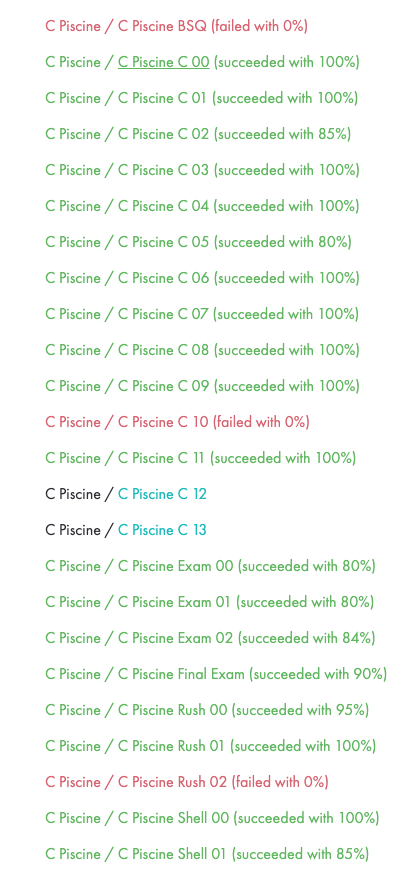 C Piscine / C Piscine BSQ (failed with 0%)
C Piscine / C Piscine C 00 (succeeded with 100%)
C Piscine / C Piscine C 01 (succeeded with 100%)
C Piscine / C Piscine C 02 (succeeded with 85%)
C Piscine / C Piscine C 03 (succeeded with 100%)
C Piscine / C Piscine C 04 (succeeded with 100%)
C Piscine / C Piscine C 05 (succeeded with 80%)
C Piscine / C Piscine C 06 (succeeded with 100%)
C Piscine / C Piscine C 07 (succeeded with 100%)
C Piscine / C Piscine C 08 (succeeded with 100%)
C Piscine / C Piscine C 09 (succeeded with 100%)
C Piscine / C Piscine C 10 (failed with 0%)
C Piscine / C Piscine C 11 (succeeded with 100%)
C Piscine / C Piscine C 12
C Piscine / C Piscine C 13
C Piscine / C Piscine Exam 00 (succeeded with 80%)
C Piscine / C Piscine Exam 01 (succeeded with 80%)
C Piscine / C Piscine Exam 02 (succeeded with 84%)
C Piscine / C Piscine Final Exam (succeeded with 90%)
C Piscine / C Piscine Rush 00 (succeeded with 95%)
C Piscine / C Piscine Rush 01 (succeeded with 100%)
C Piscine / C Piscine Rush 02 (failed with 0%)
C Piscine / C Piscine Shell 00 (succeeded with 100%)
C Piscine / C Piscine Shell 01 (succeeded with 85%)